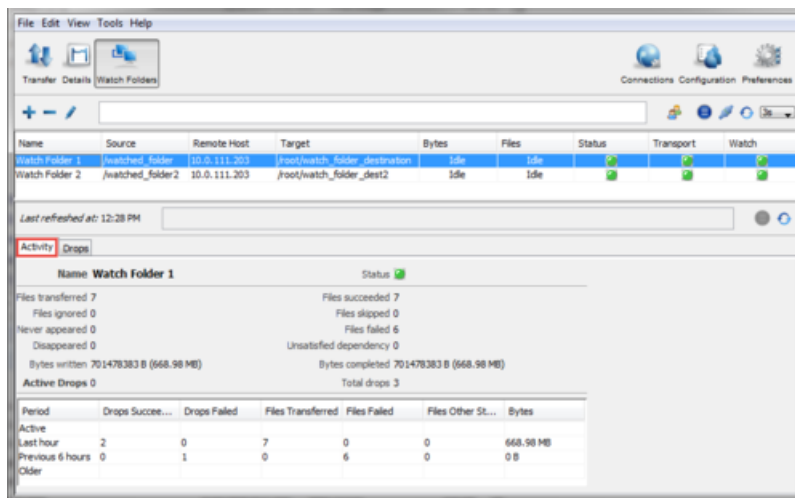 File Edit View Tools Help
Transfer Details Watch Folders Connections Configuration Preferences
3s
Name Source Remote Host Target Bytes Files Status Transport Watch
Watch Folder 1 /watched_folder 10.0.111.203 /root/watch_folder_destination Idle Idle
Watch Folder 2 /watched_folder2 10.0.111.203 /root/watch_folder_dest2 Idle Idle
Last refreshed at: 12:28 PM
Activity Drops
Name Watch Folder 1 Status
Files transferred 7 Files succeeded 7
Files ignored 0 Files skipped 0
Never appeared 0 Files failed 6
Disappeared 0 Unsatisfied dependency 0
Bytes written 701478383 B (668.98 MB) Bytes completed 701478383 B (668.98 MB)
Active Drops 0 Total drops 3
Period Drops Succee... Drops Failed Files Transferred Files Failed Files Other St... Bytes
Active
Last hour 2 0 7 0 0 668.98 MB
Previous 6 hours 0 1 0 6 0 0 B
Older